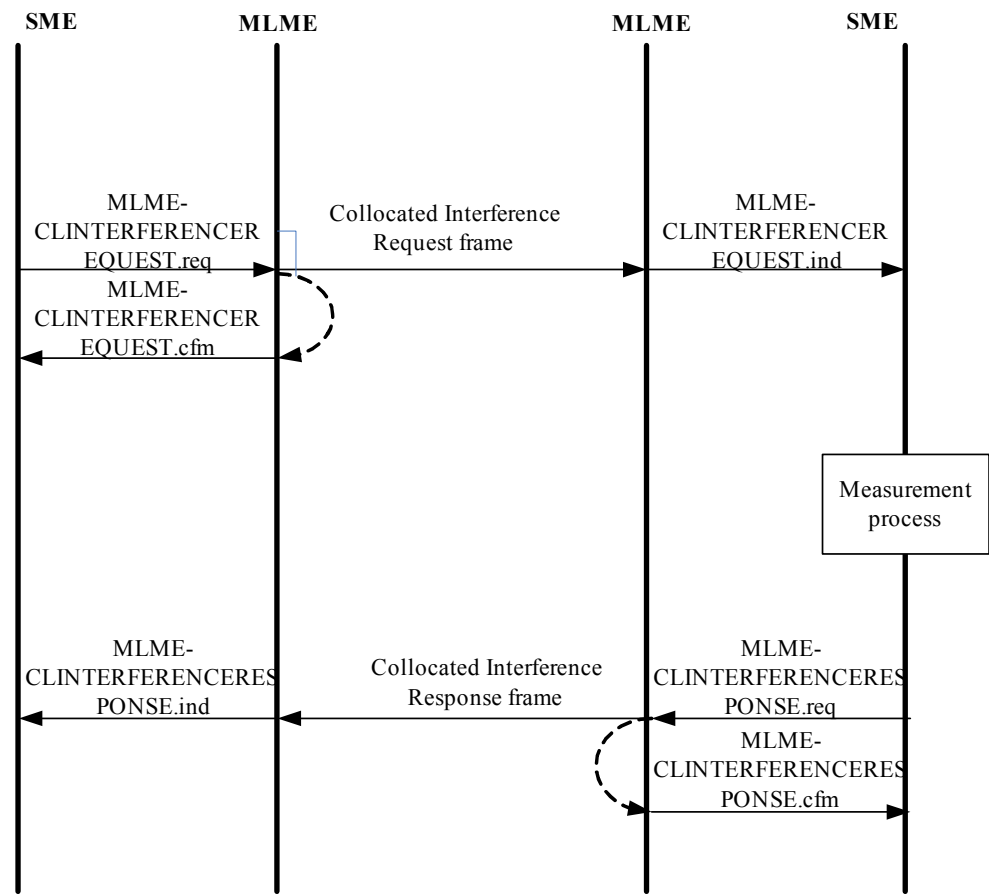 SME
MLME
MLME
SME
MLME-
CLINTERFERENCER
EQUEST.req
Collocated Interference
Request frame
MLME-
CLINTERFERENCER
EQUEST.ind
MLME-
CLINTERFERENCER
EQUEST.cfm
Measurement
process
MLME-
CLINTERFERENCERES
PONSE.ind
Collocated Interference
Response frame
MLME-
CLINTERFERENCERES
PONSE.req
MLME-
CLINTERFERENCERES
PONSE.cfm